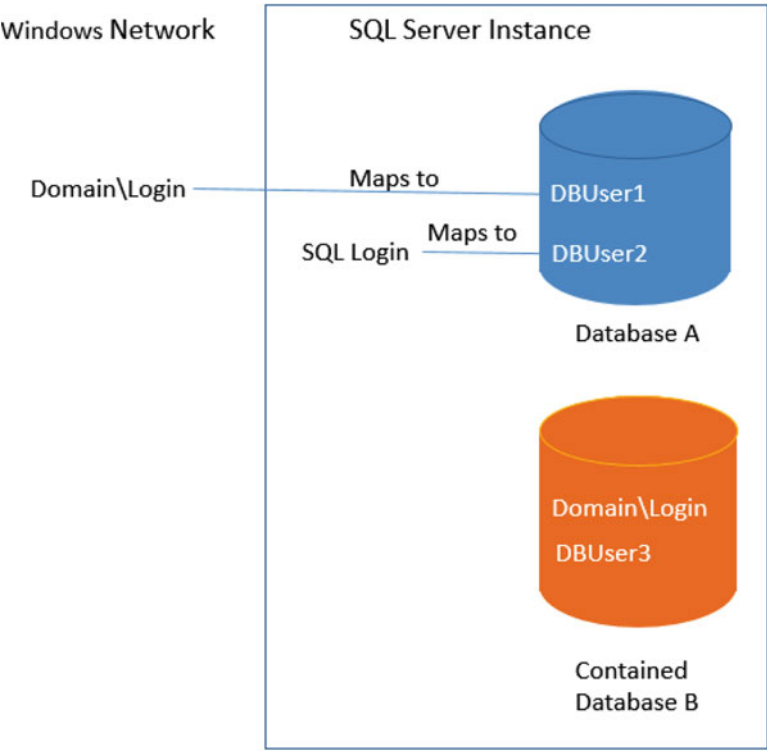 Windows Network
SQL Server Instance
Domain\Login
Maps to
DBUser1
SQL Login
Maps to
DBUser2
Database A
Domain\Login
DBUser3
Contained
Database B